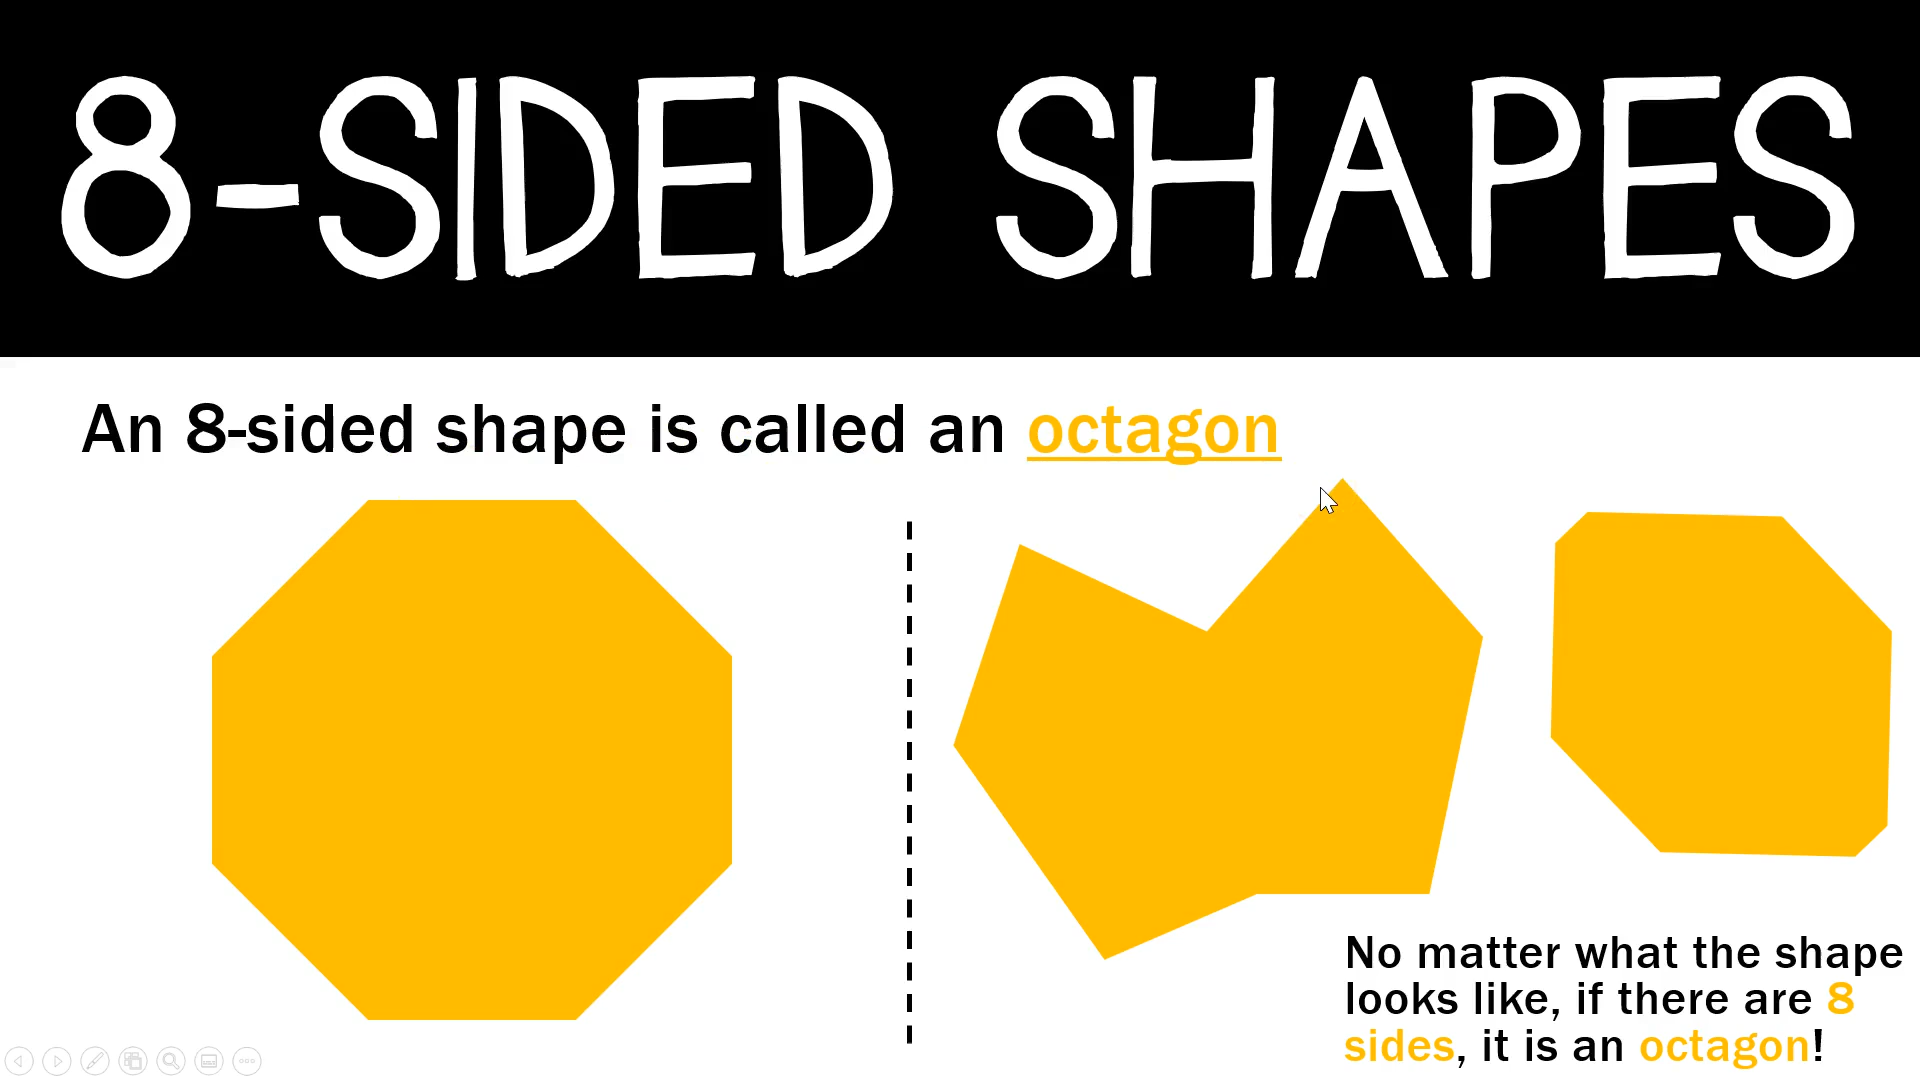 8-SIDED SHAPES
An 8-sided shape is called an octagon
No matter what the shape
looks like, if there are 8
sides, it is an octagon!